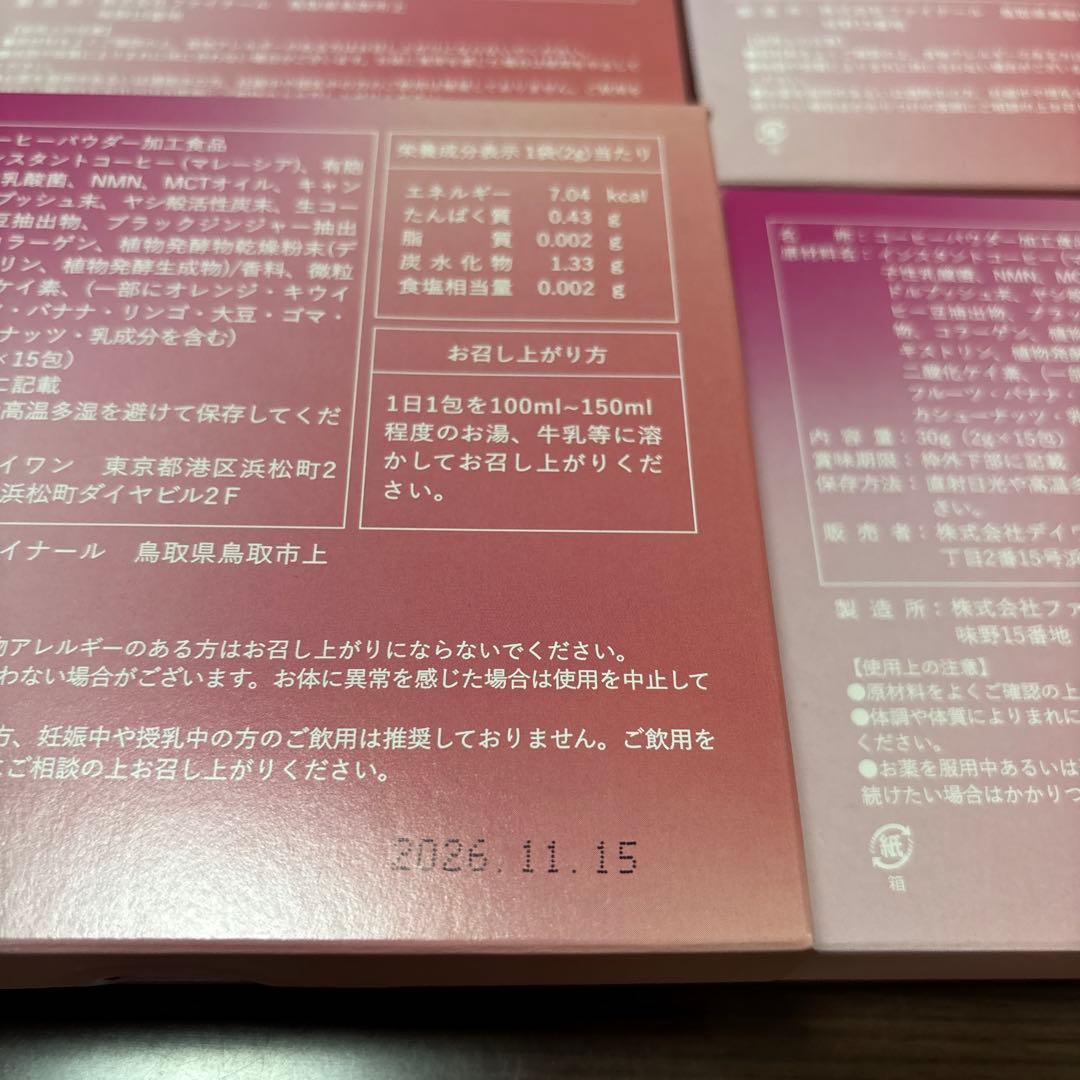 ーヒーパウダー加工食品
ンスタントコーヒー(マレーシア)、有胞
乳酸菌、NMN、MCTオイル、キャン
ブッシュ末、ヤシ殻活性炭末、生コー
豆抽出物、ブラックジンジャー抽出
コラーゲン、植物発酵物乾燥粉末(デ
リン、植物発酵生成物)/香料、微粒
ケイ素、(一部にオレンジ・キウイ
・バナナ・リンゴ・大豆・ゴマ・
ナッツ・乳成分を含む)
×15包)
に記載
高温多湿を避けて保存してくだ
イワン 東京都港区浜松町2
浜松町ダイヤビル2F
イナール 鳥取県鳥取市上
栄養成分表示 1袋(2g)当たり
エネルギー 7.04 kcal
たんぱく質 0.43 g
脂質 0.002 g
炭水化物 1.33 g
食塩相当量 0.002 g
お召し上がり方
1日1包を100ml~150ml
程度のお湯、牛乳等に溶
かしてお召し上がりくだ
さい。
物アレルギーのある方はお召し上がりにならないでください。
わない場合がございます。お体に異常を感じた場合は使用を中止して
方、妊娠中や授乳中の方のご飲用は推奨しておりません。ご飲用を
にご相談の上お召し上がりください。
2026.11.15
名 称:コーヒーパウダー加工食品
原材料名:インスタントコーヒー(マ
性乳酸菌、NMN、MC
ドルブッシュ末、ヤシ殻
ヒー豆抽出物、ブラッ
物、コラーゲン、植物
キストリン、植物発酵
二酸化ケイ素、(一部
フルーツ・バナナ・
カシューナッツ・乳
内容量:30g(2g×15包)
賞味期限:枠外下部に記載
保存方法:直射日光や高温多
さい。
販売者:株式会社デイワ
丁目2番15号浜
製造所:株式会社ファ
味野15番地
【使用上の注意】
●原材料をよくご確認の上
●体調や体質によりまれに
ください。
●お薬を服用中あるいは
続けたい場合はかかりつ
紙
箱